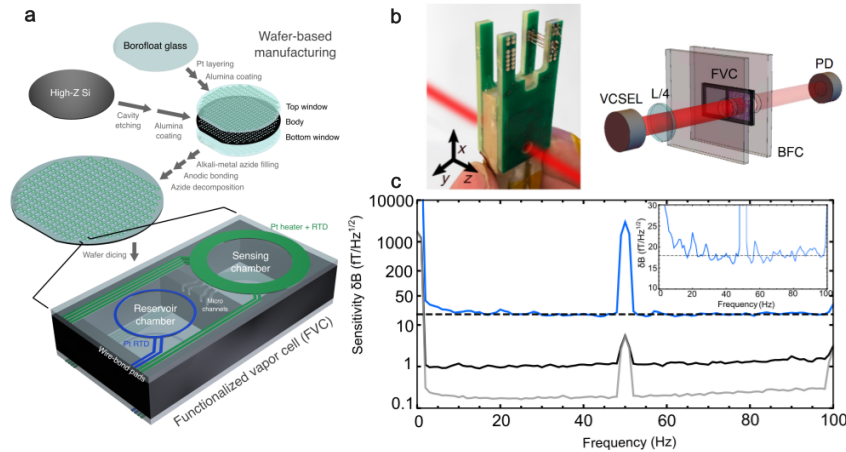 a
Wafer-based
manufacturing
Borofloat glass
Pt layering
Alumina coating
High-Z Si
Cavity
etching
Alumina
coating
Top window
Body
Bottom window
Alkali-metal azide filling
Anodic bonding
Azide decomposition
Wafer dicing
Pt heater + RTD
Sensing
chamber
Micro
channels
Reservoir
chamber
Pt RTD
Wire-bond pads
Functionalized vapor cell (FVC)
b
x
y
z
VCSEL
L/4
FVC
BFC
PD
c
Sensitivity δB (fT/Hz1/2)
10000
1000
200
50
10
1
0.1
0
20
40
60
80
100
Frequency (Hz)
δB (fT/Hz1/2)
30
25
20
15
10
0
20
40
60
80
100
Frequency (Hz)